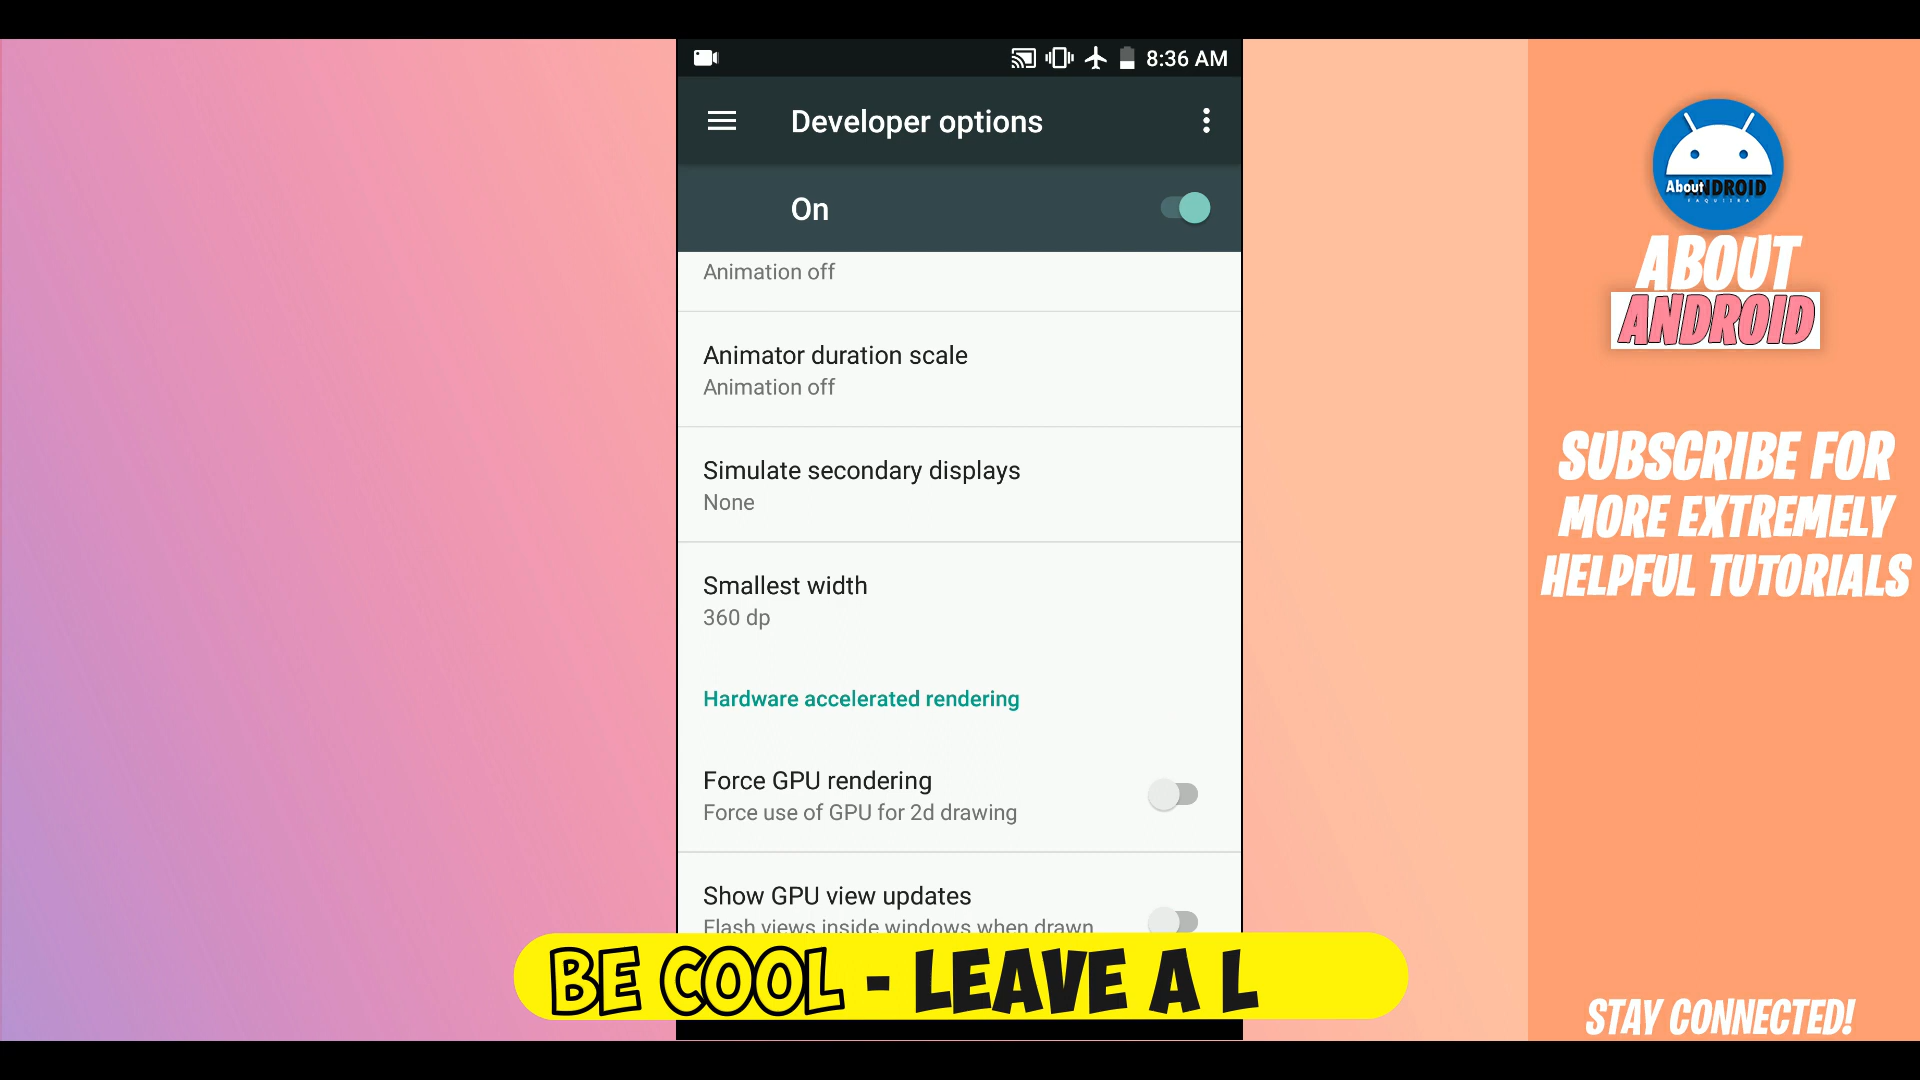 8:36 AM
Developer options
On
Animation off
Animator duration scale
Animation off
Simulate secondary displays
None
Smallest width
360 dp
Hardware accelerated rendering
Force GPU rendering
Force use of GPU for 2d drawing
Show GPU view updates
Flash views inside windows when drawn
BE COOL - LEAVE A L
About ANDROID
FAQUIIRA
ABOUT
ANDROID
SUBSCRIBE FOR
MORE EXTREMELY
HELPFUL TUTORIALS
STAY CONNECTED!